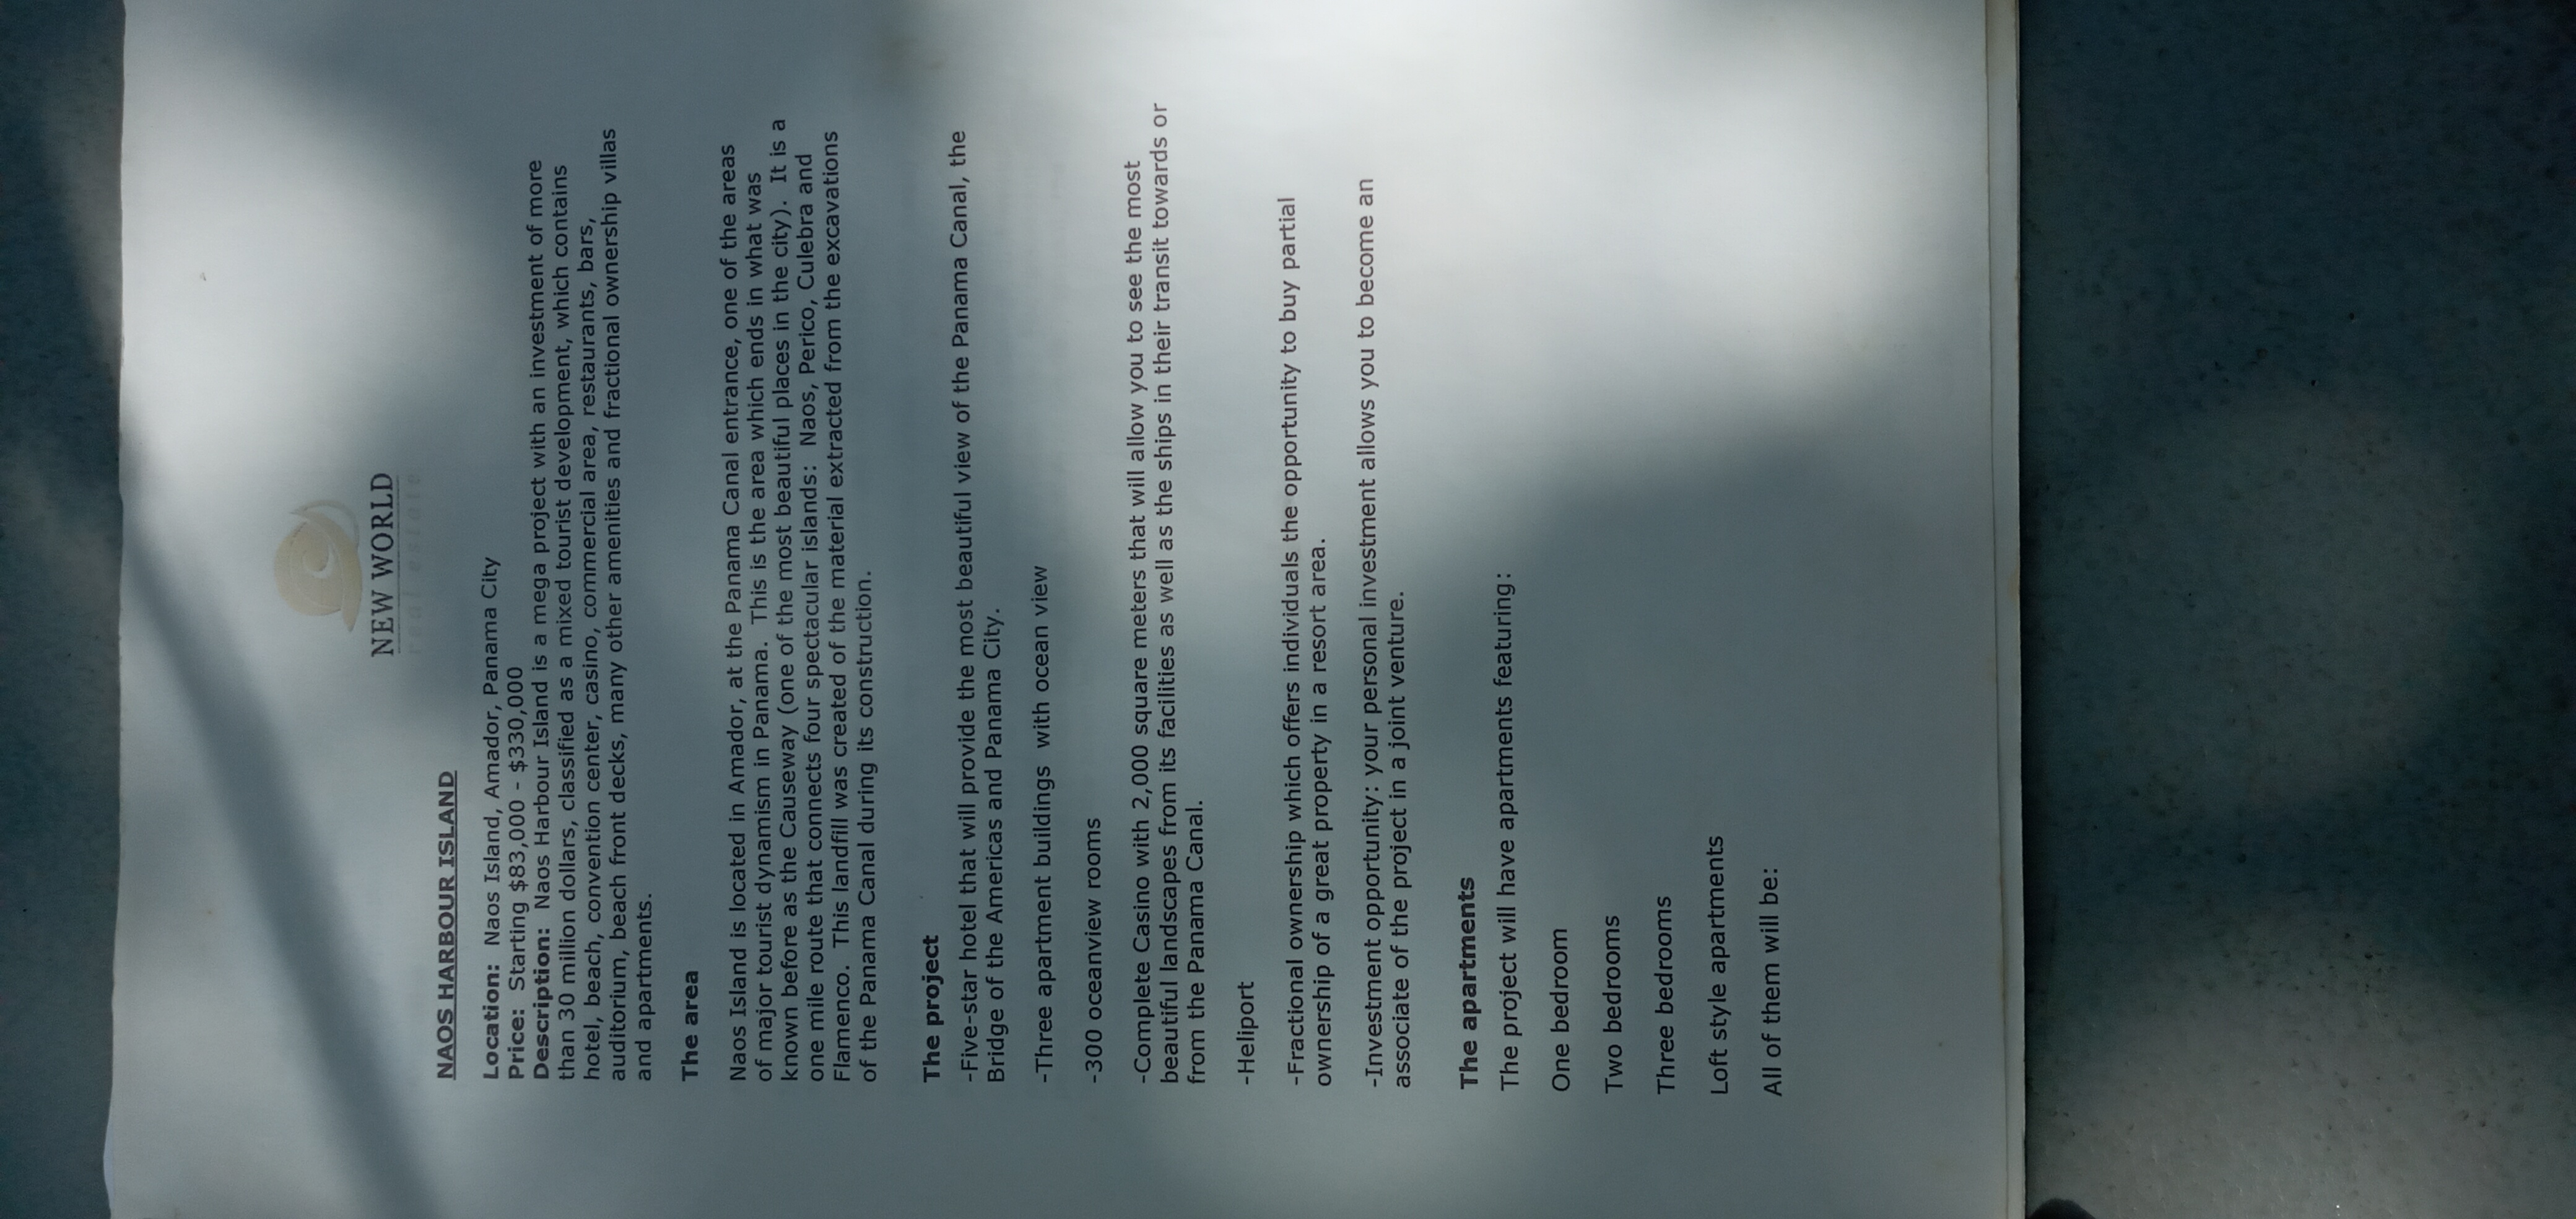 NEW WORLD
real estate
NAOS HARBOUR ISLAND
Location: Naos Island, Amador, Panama City
Price: Starting $83,000 - $330,000
Description: Naos Harbour Island is a mega project with an investment of more
than 30 million dollars, classified as a mixed tourist development, which contains
hotel, beach, convention center, casino, commercial area, restaurants, bars,
auditorium, beach front decks, many other amenities and fractional ownership villas
and apartments.
The area
Naos Island is located in Amador, at the Panama Canal entrance, one of the areas
of major tourist dynamism in Panama. This is the area which ends in what was
known before as the Causeway (one of the most beautiful places in the city). It is a
one mile route that connects four spectacular islands: Naos, Perico, Culebra and
Flamenco. This landfill was created of the material extracted from the excavations
of the Panama Canal during its construction.
The project
-Five-star hotel that will provide the most beautiful view of the Panama Canal, the
Bridge of the Americas and Panama City.
-Three apartment buildings with ocean view
-300 oceanview rooms
-Complete Casino with 2,000 square meters that will allow you to see the most
beautiful landscapes from its facilities as well as the ships in their transit towards or
from the Panama Canal.
-Heliport
-Fractional ownership which offers individuals the opportunity to buy partial
ownership of a great property in a resort area.
-Investment opportunity: your personal investment allows you to become an
associate of the project in a joint venture.
The apartments
The project will have apartments featuring:
One bedroom
Two bedrooms
Three bedrooms
Loft style apartments
All of them will be: